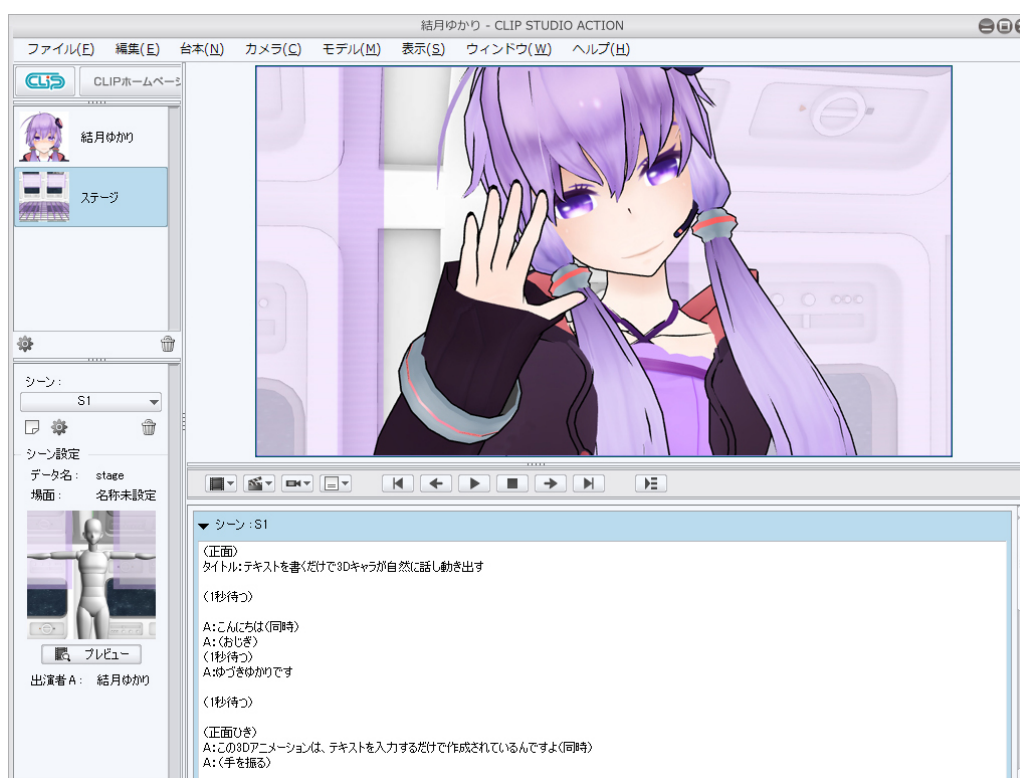 結月ゆかり - CLIP STUDIO ACTION
ファイル(F) 編集(E) 台本(N) カメラ(C) モデル(M) 表示(S) ウィンドウ(W) ヘルプ(H)
CLIP CLIPホームページ
結月ゆかり
ステージ
シーン:
S1
シーン設定
データ名: stage
場面: 名称未設定
プレビュー
出演者A: 結月ゆかり
シーン:S1
(正面)
タイトル:テキストを書くだけで3Dキャラが自然に話し動き出す
(1秒待つ)
A:こんにちは(同時)
A:(おじぎ)
(1秒待つ)
A:ゆづきゆかりです
(1秒待つ)
(正面ひき)
A:この3Dアニメーションは、テキストを入力するだけで作成されているんですよ(同時)
A:(手を振る)